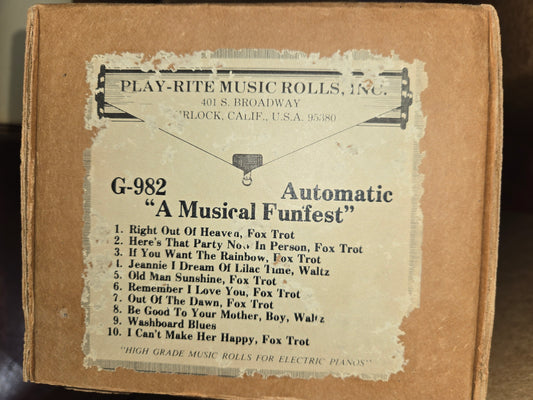 PLAY-RITE MUSIC ROLLS, INC.
401 S. BROADWAY
URLOCK, CALIF., U.S.A. 95380
G-982 Automatic
"A Musical Funfest"
1. Right Out Of Heaven, Fox Trot
2. Here's That Party Now In Person, Fox Trot
3. If You Want The Rainbow, Fox Trot
4. Jeannie I Dream Of Lilac Time, Waltz
5. Old Man Sunshine, Fox Trot
6. Remember I Love You, Fox Trot
7. Out Of The Dawn, Fox Trot
8. Be Good To Your Mother, Boy, Waltz
9. Washboard Blues
10. I Can't Make Her Happy, Fox Trot
"HIGH GRADE MUSIC ROLLS FOR ELECTRIC PIANOS"